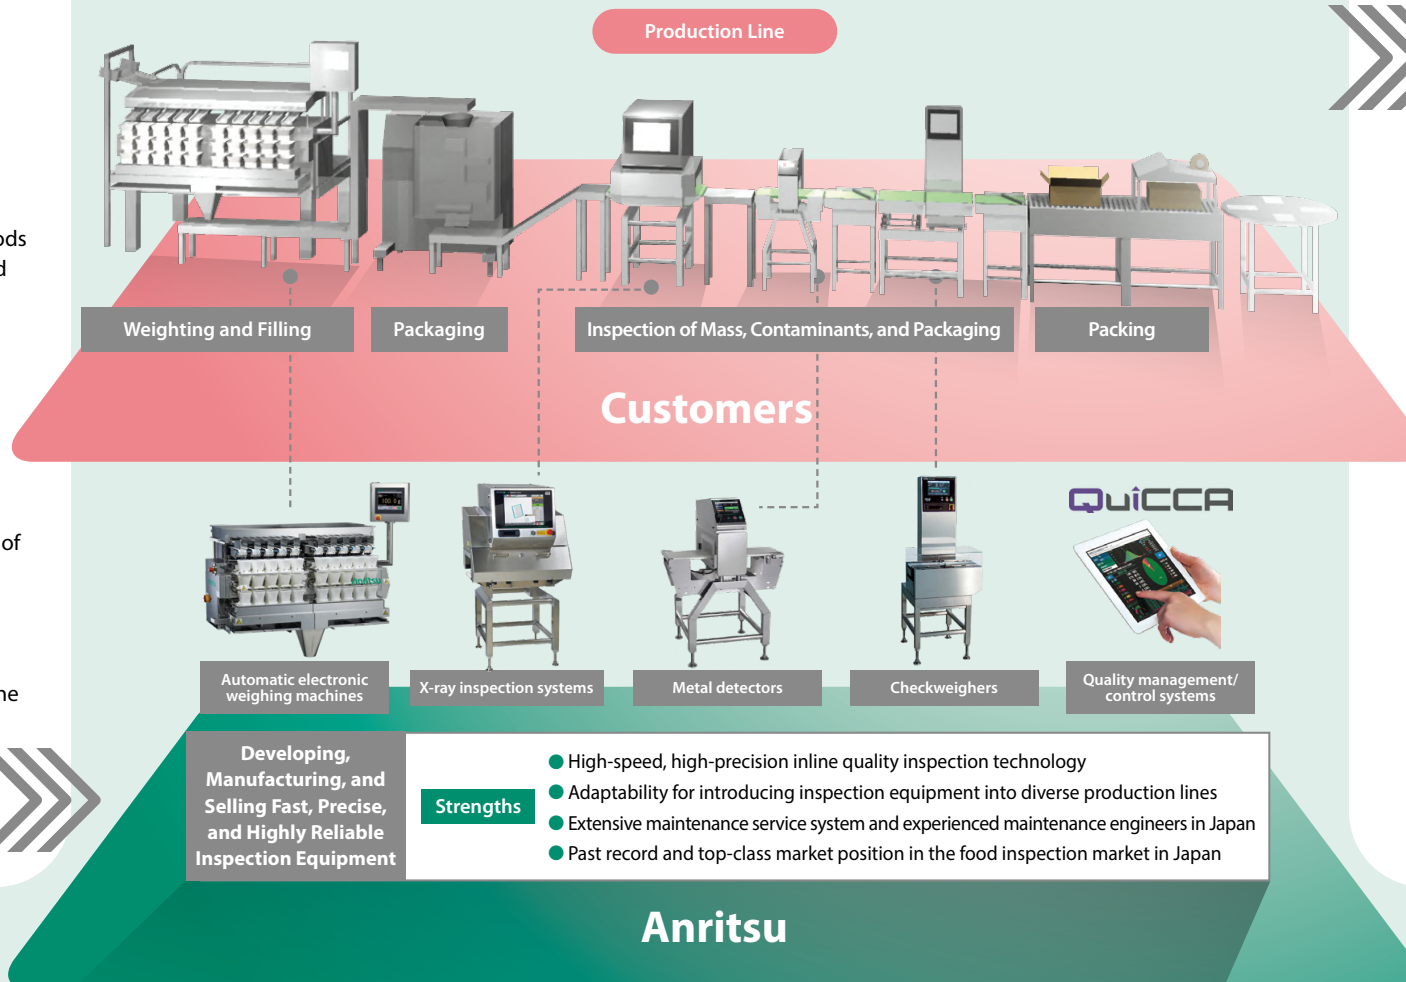 Production Line
ods
d
Weighting and Filling
Packaging
Inspection of Mass, Contaminants, and Packaging
Packing
Customers
of
QuiCCA
Anritsu
Automatic electronic
weighing machines
X-ray inspection systems
Metal detectors
Checkweighers
Quality management/
control systems
ne
Developing,
Manufacturing, and
Selling Fast, Precise,
and Highly Reliable
Inspection Equipment
Strengths
● High-speed, high-precision inline quality inspection technology
● Adaptability for introducing inspection equipment into diverse production lines
● Extensive maintenance service system and experienced maintenance engineers in Japan
● Past record and top-class market position in the food inspection market in Japan
Anritsu